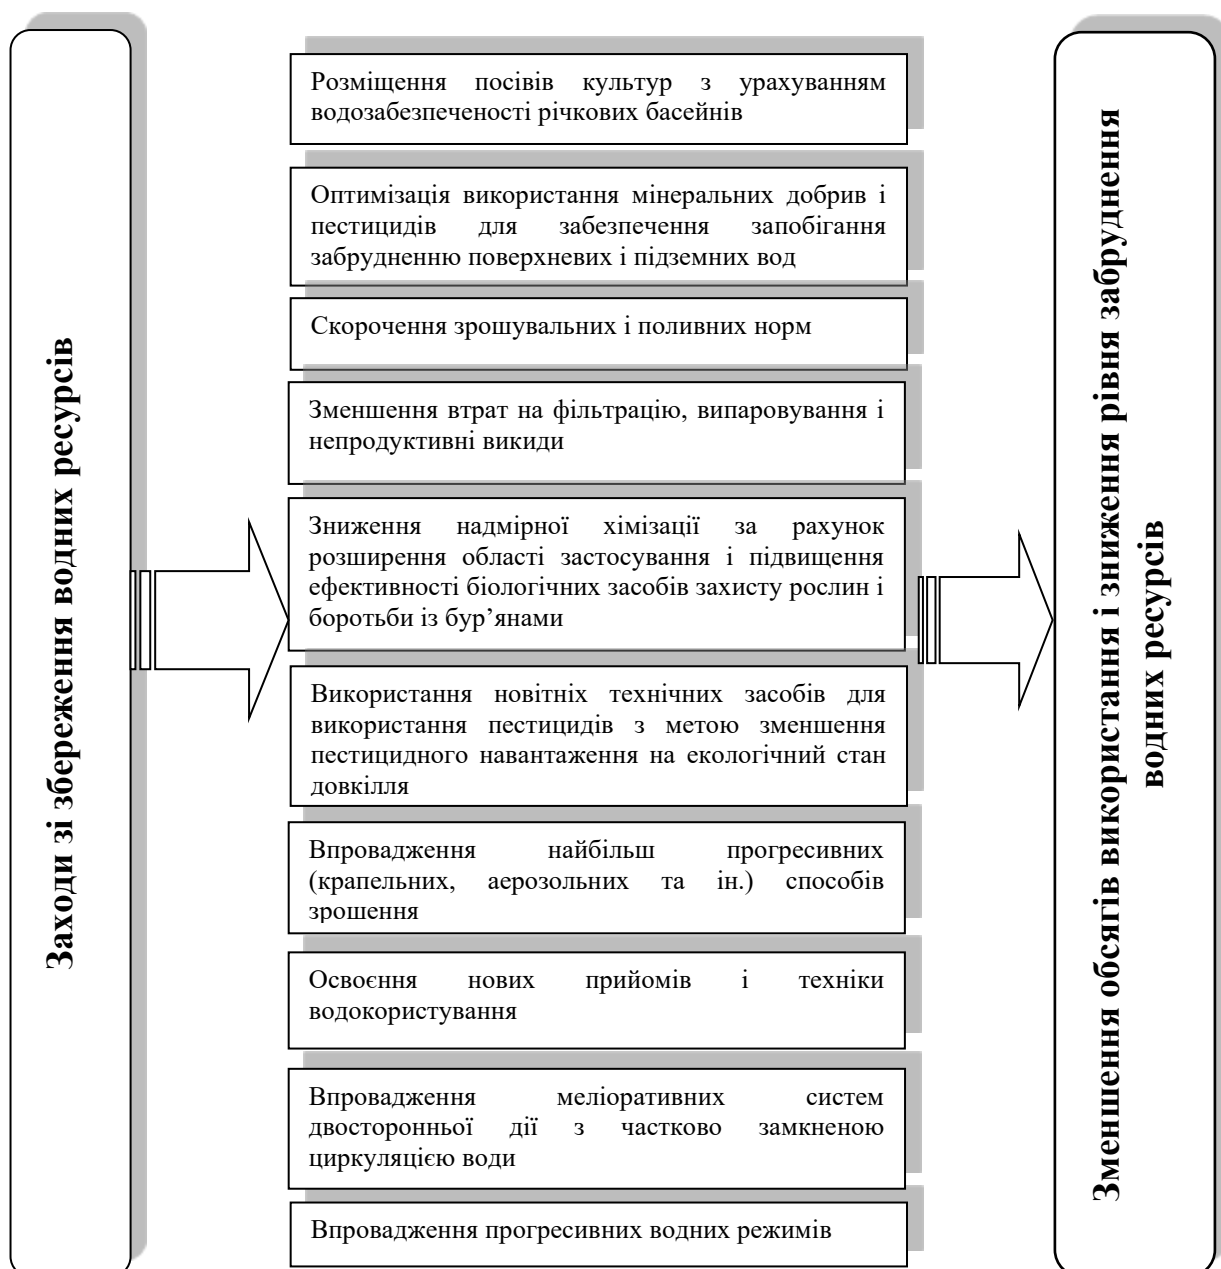 Заходи зі збереження водних ресурсів
Розміщення посівів культур з урахуванням
водозабезпеченості річкових басейнів
Оптимізація використання мінеральних добрив і
пестицидів для забезпечення запобігання
забрудненню поверхневих і підземних вод
Скорочення зрошувальних і поливних норм
Зменшення втрат на фільтрацію, випаровування і
непродуктивні викиди
Зниження надмірної хімізації за рахунок
розширення області застосування і підвищення
ефективності біологічних засобів захисту рослин і
боротьби із бур’янами
Використання новітніх технічних засобів для
використання пестицидів з метою зменшення
пестицидного навантаження на екологічний стан
довкілля
Впровадження найбільш прогресивних
(крапельних, аерозольних та ін.) способів
зрошення
Освоєння нових прийомів і техніки
водокористування
Впровадження меліоративних систем
двосторонньої дії з частково замкненою
циркуляцією води
Впровадження прогресивних водних режимів
Зменшення обсягів використання і зниження рівня забруднення
водних ресурсів